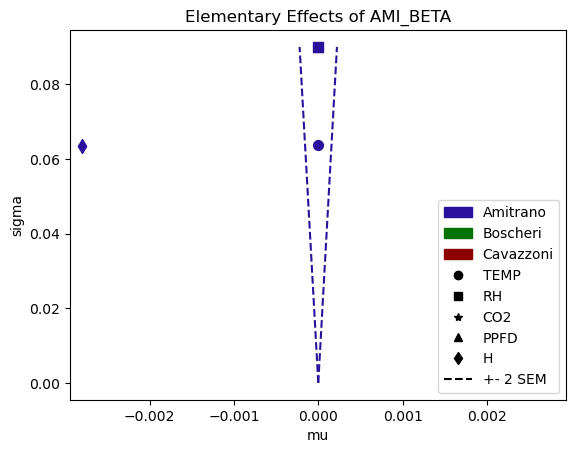 Elementary Effects of AMI_BETA
sigma
0.08
0.06
0.04
0.02
0.00
−0.002
−0.001
0.000
0.001
0.002
mu
Amitrano
Boscheri
Cavazzoni
TEMP
RH
CO2
PPFD
H
+- 2 SEM